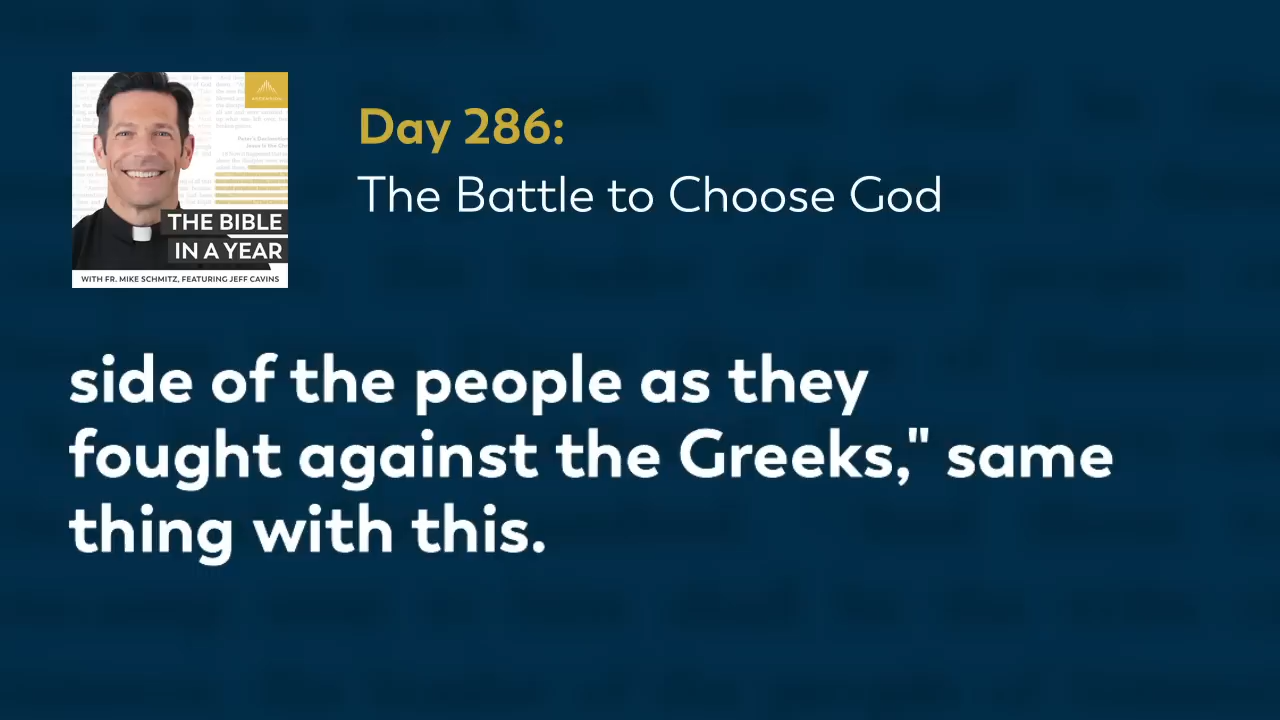 THE BIBLE
IN A YEAR
WITH FR. MIKE SCHMITZ, FEATURING JEFF CAVINS
Day 286:
The Battle to Choose God
side of the people as they
fought against the Greeks," same
thing with this.